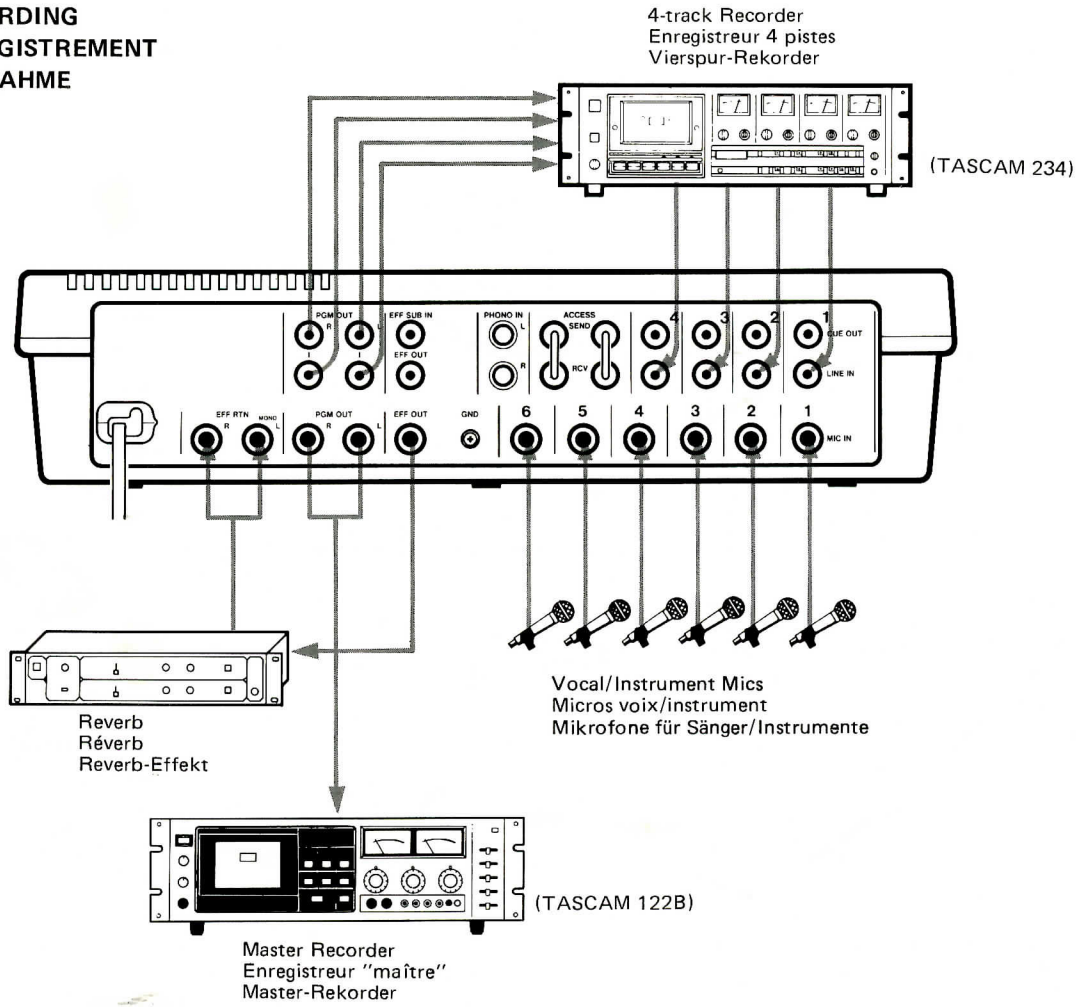 RDING
GISTREMENT
AHME
4-track Recorder
Enregistreur 4 pistes
Vierspur-Rekorder
(TASCAM 234)
PGM OUT
R L
EFF SUB IN
EFF OUT
PHONO IN
L
R
ACCESS
SEND
RCV
4 3 2 1
CUE OUT
LINE IN
EFF RTN
R MONO L
PGM OUT
R L
EFF OUT
GND
6 5 4 3 2 1
MIC IN
Vocal/Instrument Mics
Micros voix/instrument
Mikrofone für Sänger/Instrumente
Reverb
Réverb
Reverb-Effekt
(TASCAM 122B)
Master Recorder
Enregistreur "maître"
Master-Rekorder